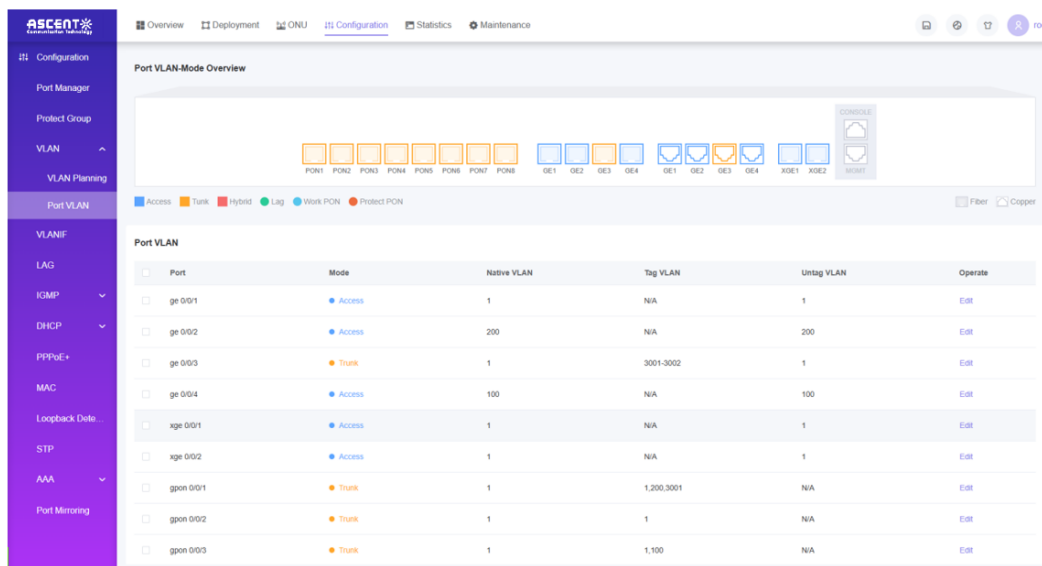 ASCENT
Communication Technology
Overview Deployment ONU Configuration Statistics Maintenance
Configuration
Port Manager
Protect Group
VLAN
VLAN Planning
Port VLAN
VLANIF
LAG
IGMP
DHCP
PPPoE+
MAC
Loopback Dete...
STP
AAA
Port Mirroring
Port VLAN-Mode Overview
CONSOLE
PON1 PON2 PON3 PON4 PON5 PON6 PON7 PON8 GE1 GE2 GE3 GE4 GE1 GE2 GE3 GE4 XGE1 XGE2 MGMT
Access Tunk Hybrid Lag Work PON Protect PON Fiber Copper
Port VLAN
Port Mode Native VLAN Tag VLAN Untag VLAN Operate
ge 0/0/1 Access 1 N/A 1 Edit
ge 0/0/2 Access 200 N/A 200 Edit
ge 0/0/3 Trunk 1 3001-3002 1 Edit
ge 0/0/4 Access 100 N/A 100 Edit
xge 0/0/1 Access 1 N/A 1 Edit
xge 0/0/2 Access 1 N/A 1 Edit
gpon 0/0/1 Trunk 1 1,200,3001 N/A Edit
gpon 0/0/2 Trunk 1 1 N/A Edit
gpon 0/0/3 Trunk 1 1,100 N/A Edit